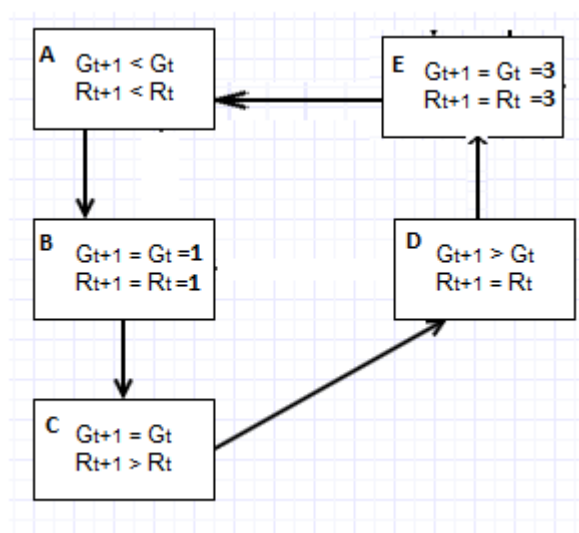 A
Gt+1 < Gt
Rt+1 < Rt
E
Gt+1 = Gt =3
Rt+1 = Rt =3
B
Gt+1 = Gt =1
Rt+1 = Rt =1
D
Gt+1 > Gt
Rt+1 = Rt
C
Gt+1 = Gt
Rt+1 > Rt